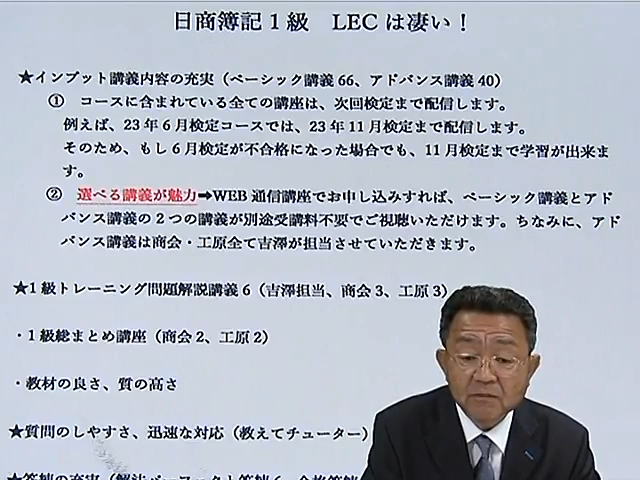 日商簿記1級　LECは凄い！
★インプット講義内容の充実（ベーシック講義66、アドバンス講義40）
①　コースに含まれている全ての講座は、次回検定まで配信します。
例えば、23年6月検定コースでは、23年11月検定まで配信します。
そのため、もし6月検定が不合格になった場合でも、11月検定まで学習が出来ま
す。
②　選べる講義が魅力➡WEB通信講座でお申し込みすれば、ベーシック講義とアド
バンス講義の2つの講義が別途受講料不要でご視聴いただけます。ちなみに、アド
バンス講義は商会・工原全て吉澤が担当させていただきます。
★1級トレーニング問題解説講義6（吉澤担当、商会3、工原3）
・1級総まとめ講座（商会2、工原2）
・教材の良さ、質の高さ
★質問のしやすさ、迅速な対応（教えてチューター）